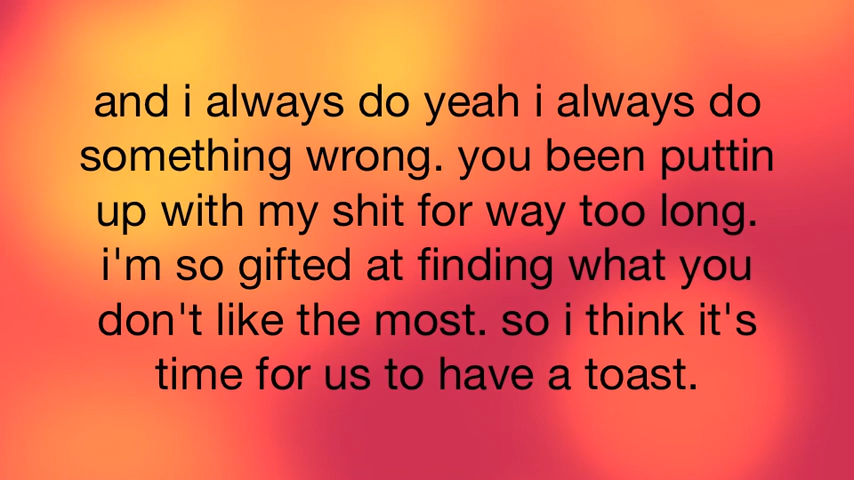 and i always do yeah i always do
something wrong. you been puttin
up with my shit for way too long.
i'm so gifted at finding what you
don't like the most. so i think it's
time for us to have a toast.